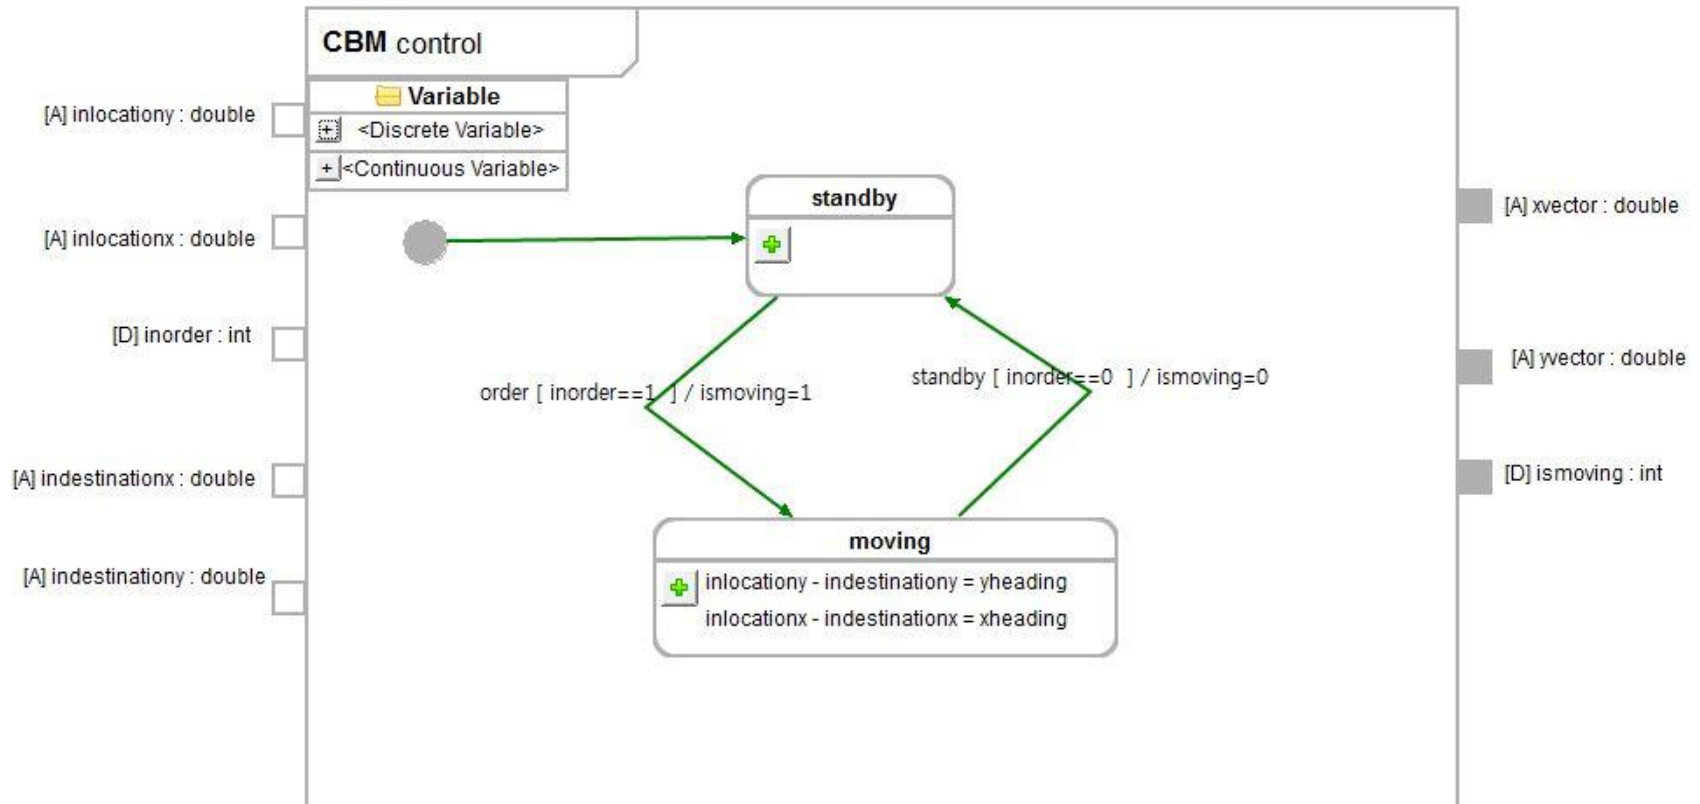 CBM control
Variable
<Discrete Variable>
<Continuous Variable>
[A] inlocationy : double
[A] inlocationx : double
[D] inorder : int
[A] indestinationx : double
[A] indestinationy : double
standby
order [ inorder==1 ] / ismoving=1
standby [ inorder==0 ] / ismoving=0
moving
inlocationy - indestinationy = yheading
inlocationx - indestinationx = xheading
[A] xvector : double
[A] yvector : double
[D] ismoving : int